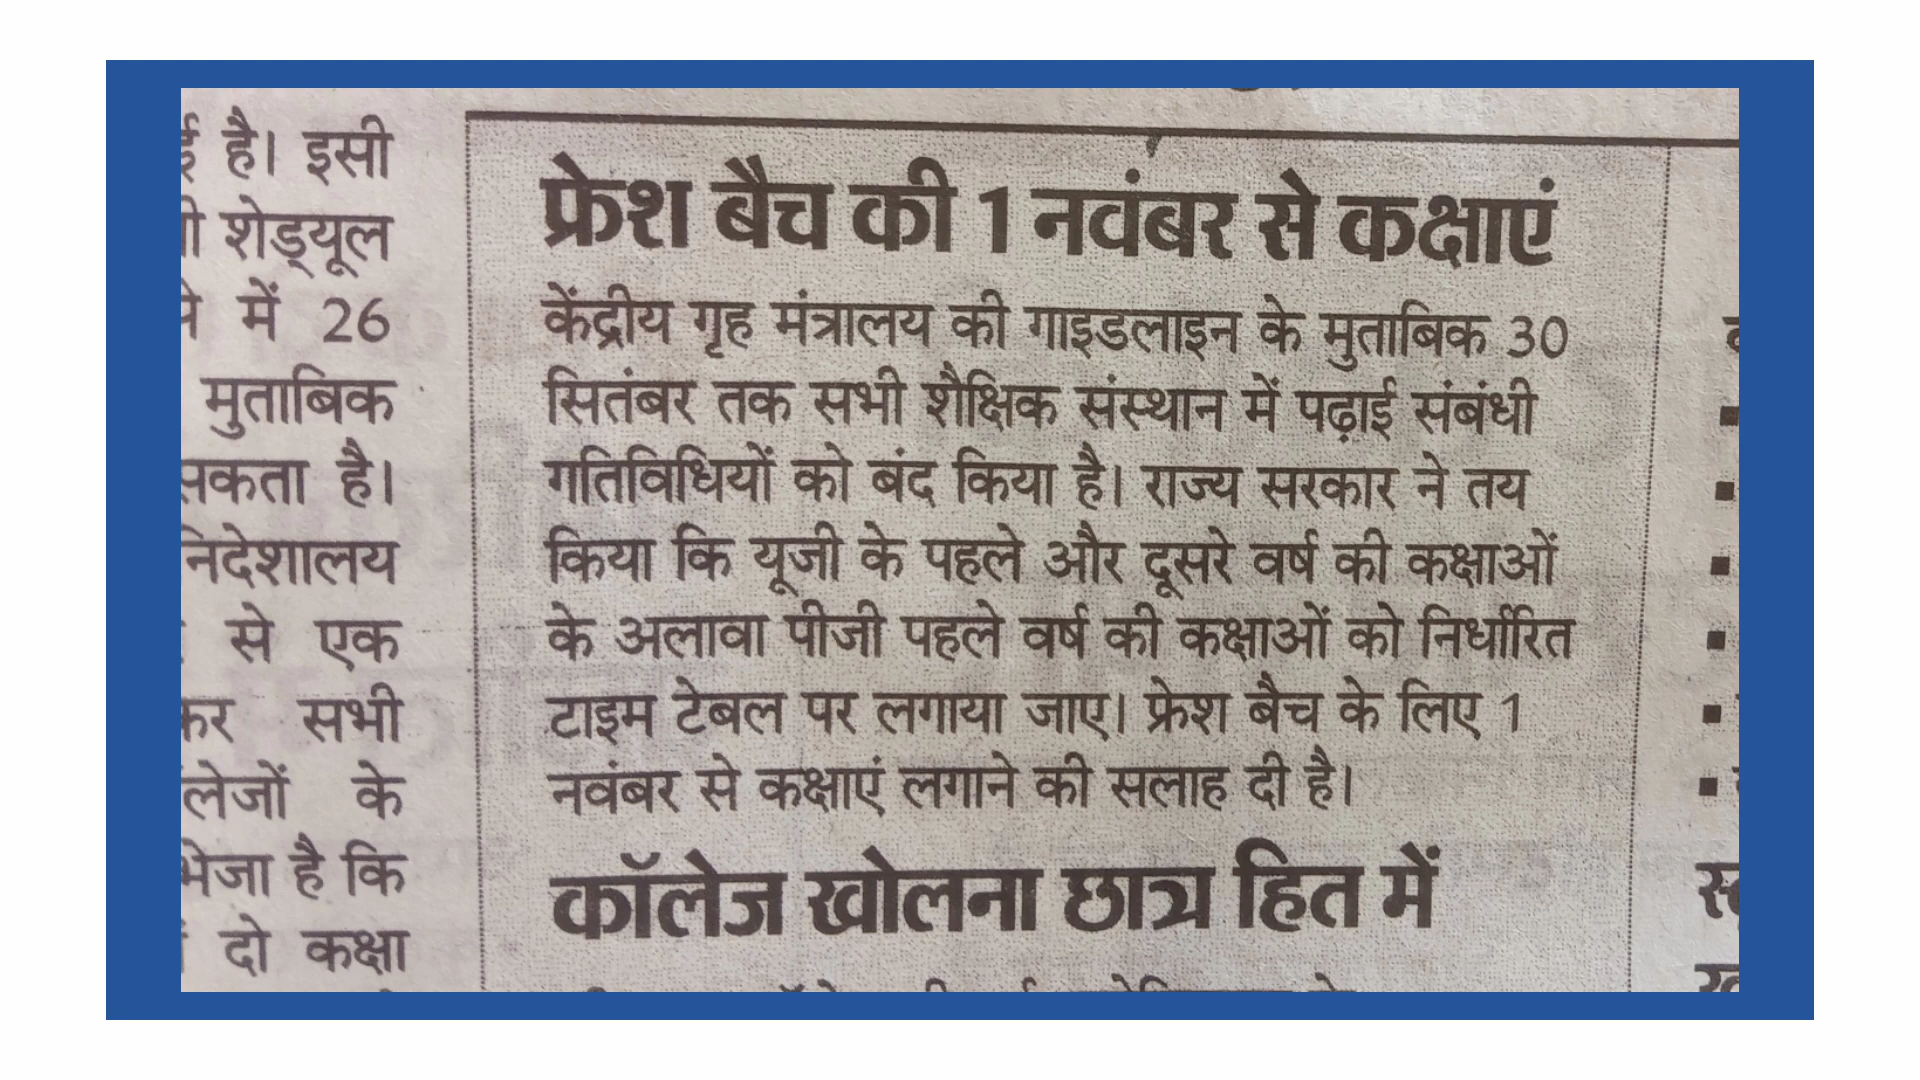 है। इसी
शेड्यूल
में 26
मुताबिक
सकता है।
निदेशालय
से एक
कर सभी
के
भेजा है कि
दो कक्षा
फ्रेश बैच की 1 नवंबर से कक्षाएं
केंद्रीय गृह मंत्रालय की गाइडलाइन के मुताबिक 30
सितंबर तक सभी शैक्षिक संस्थान में पढ़ाई संबंधी
गतिविधियों को बंद किया है। राज्य सरकार ने तय
किया कि यूजी के पहले और दूसरे वर्ष की कक्षाओं
के अलावा पीजी पहले वर्ष की कक्षाओं को निर्धारित
टाइम टेबल पर लगाया जाए। फ्रेश बैच के लिए 1
नवंबर से कक्षाएं लगाने की सलाह दी है।
कॉलेज खोलना छात्र हित में